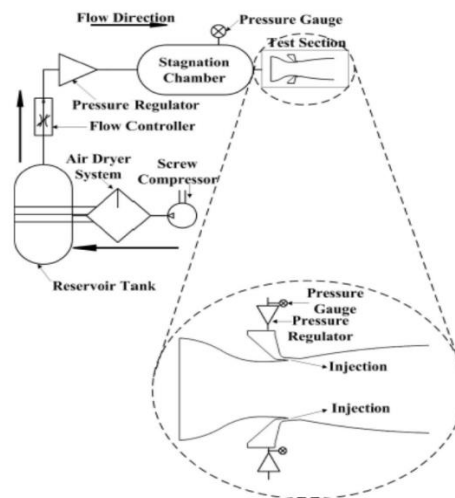 Flow Direction
Pressure Gauge
Test Section
Stagnation
Chamber
Pressure Regulator
Flow Controller
Air Dryer
System
Screw
Compressor
Reservoir Tank
Pressure
Gauge
Pressure
Regulator
Injection
Injection